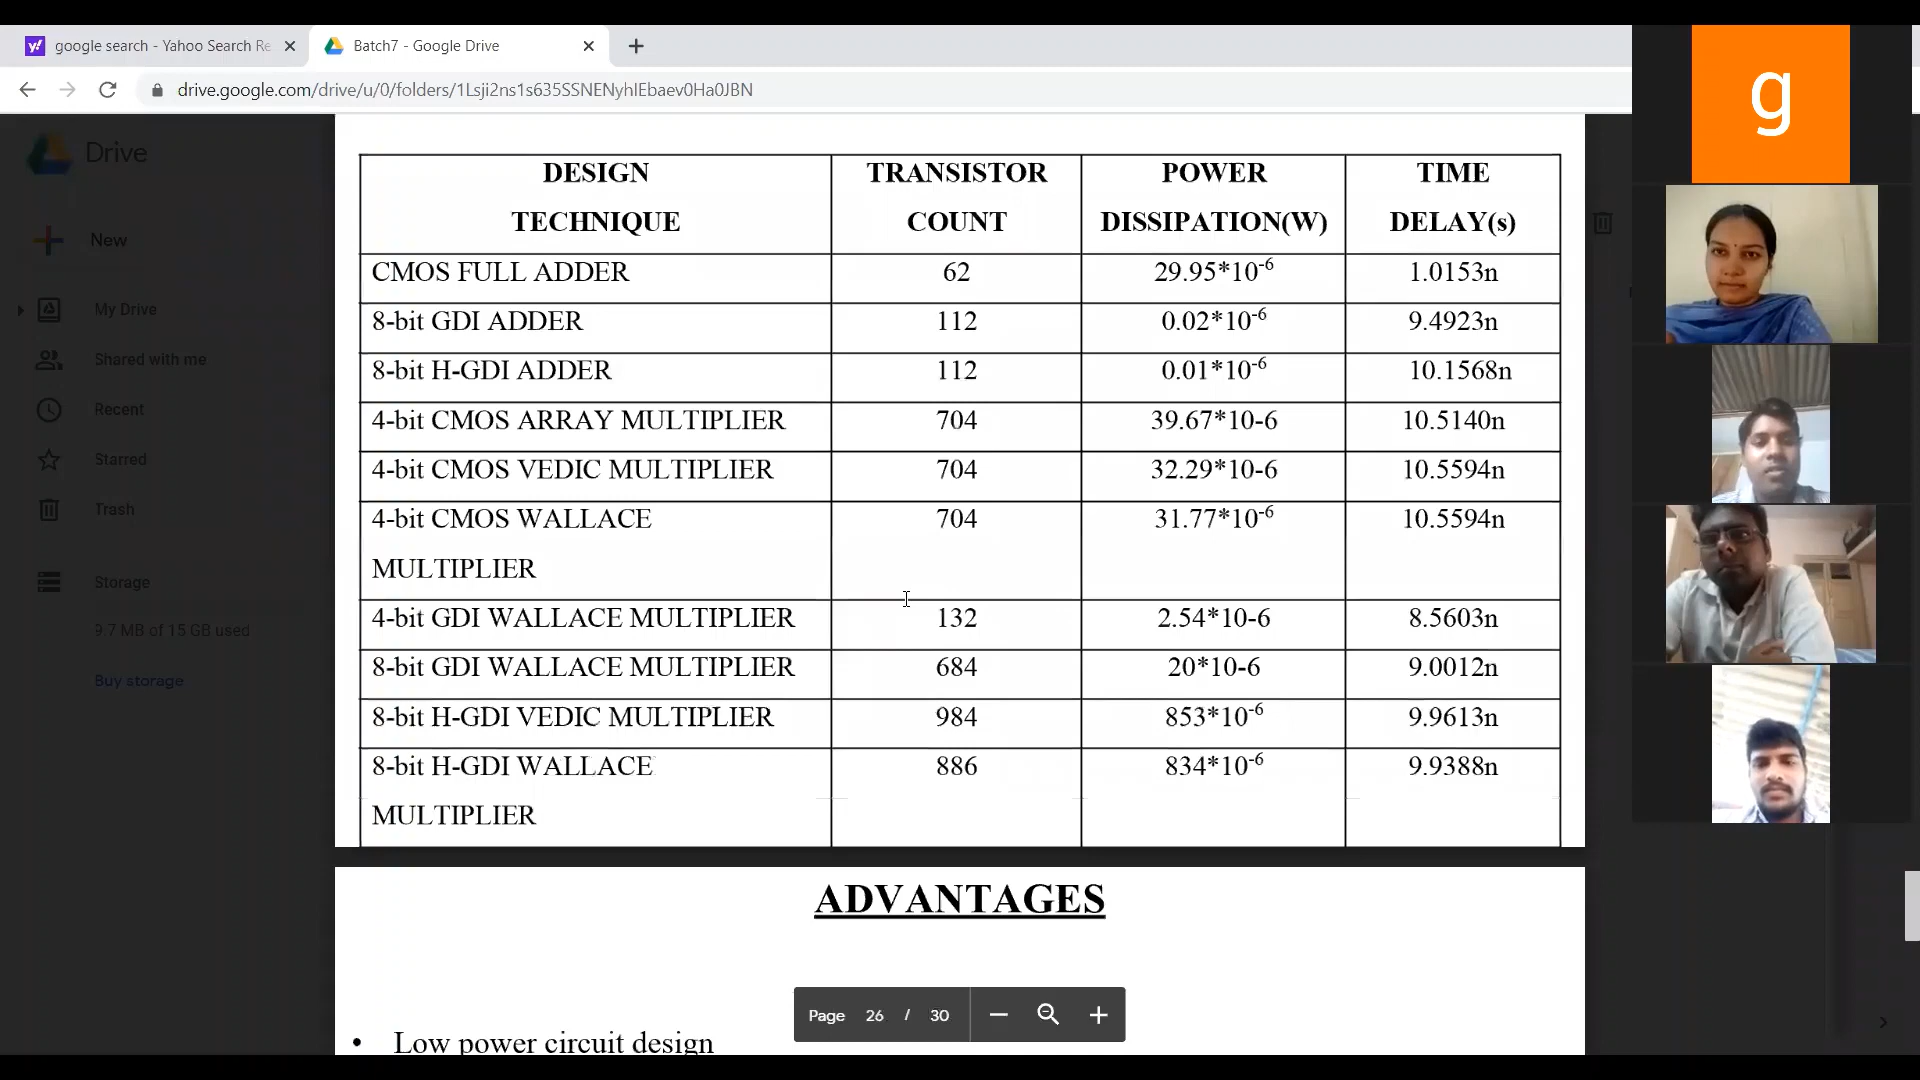 google search - Yahoo Search Re
Batch7 - Google Drive
drive.google.com/drive/u/0/folders/1Lsji2ns1s635SSNENyhlEbaev0Ha0JBN
Drive
New
My Drive
Shared with me
Recent
Starred
Trash
Storage
9.7 MB of 15 GB used
Buy storage
DESIGN TECHNIQUE TRANSISTOR COUNT POWER DISSIPATION(W) TIME DELAY(s)
CMOS FULL ADDER 62 29.95*10-6 1.0153n
8-bit GDI ADDER 112 0.02*10-6 9.4923n
8-bit H-GDI ADDER 112 0.01*10-6 10.1568n
4-bit CMOS ARRAY MULTIPLIER 704 39.67*10-6 10.5140n
4-bit CMOS VEDIC MULTIPLIER 704 32.29*10-6 10.5594n
4-bit CMOS WALLACE 704 31.77*10-6 10.5594n
MULTIPLIER
4-bit GDI WALLACE MULTIPLIER 132 2.54*10-6 8.5603n
8-bit GDI WALLACE MULTIPLIER 684 20*10-6 9.0012n
8-bit H-GDI VEDIC MULTIPLIER 984 853*10-6 9.9613n
8-bit H-GDI WALLACE 886 834*10-6 9.9388n
MULTIPLIER
ADVANTAGES
• Low power circuit design
Page 26 / 30
g